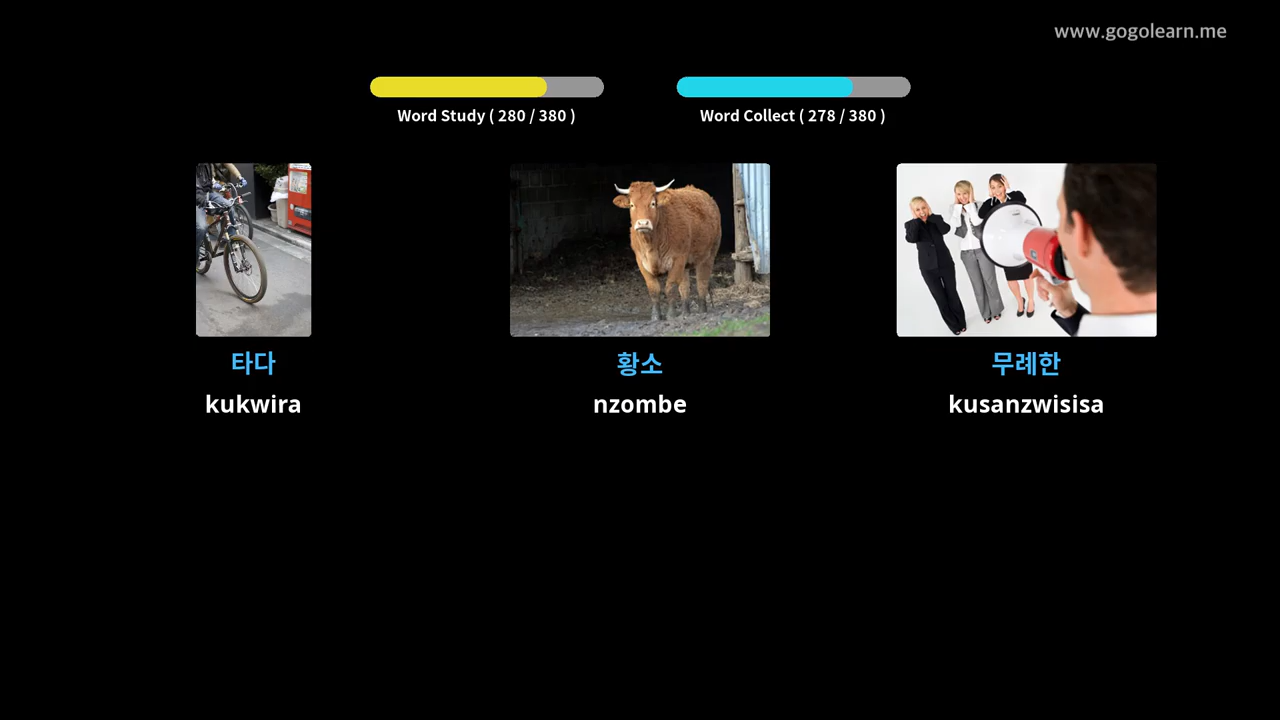 www.gogolearn.me
Word Study ( 280 / 380 )
Word Collect ( 278 / 380 )
타다
황소
무례한
kukwira
nzombe
kusanzwisisa